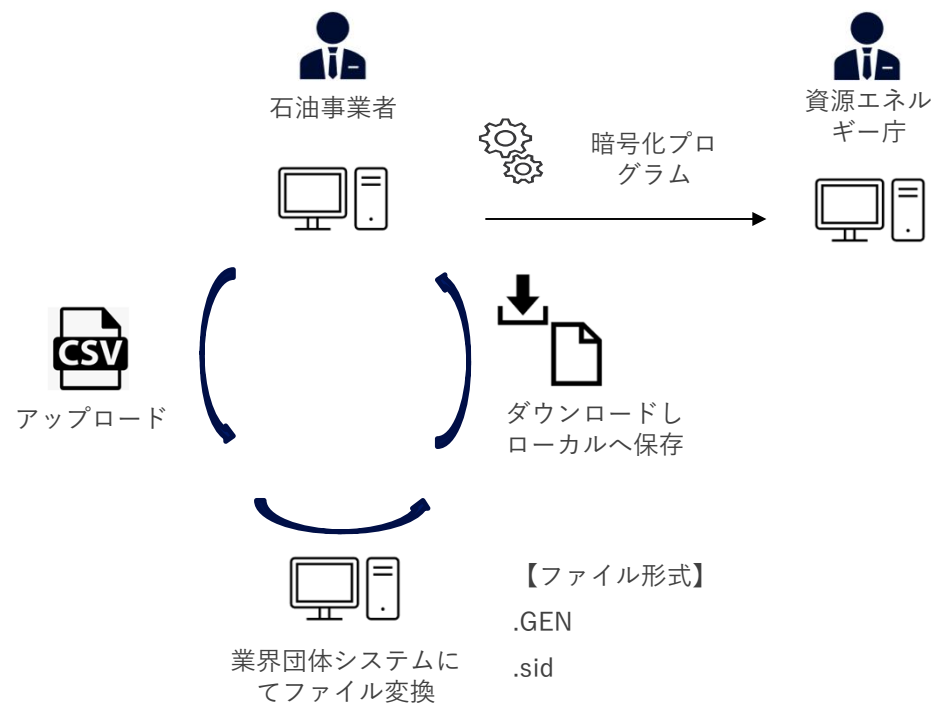 石油事業者
資源エネル
ギー庁
暗号化プロ
グラム
CSV
アップロード
ダウンロードし
ローカルへ保存
業界団体システムに
てファイル変換
【ファイル形式】
.GEN
.sid